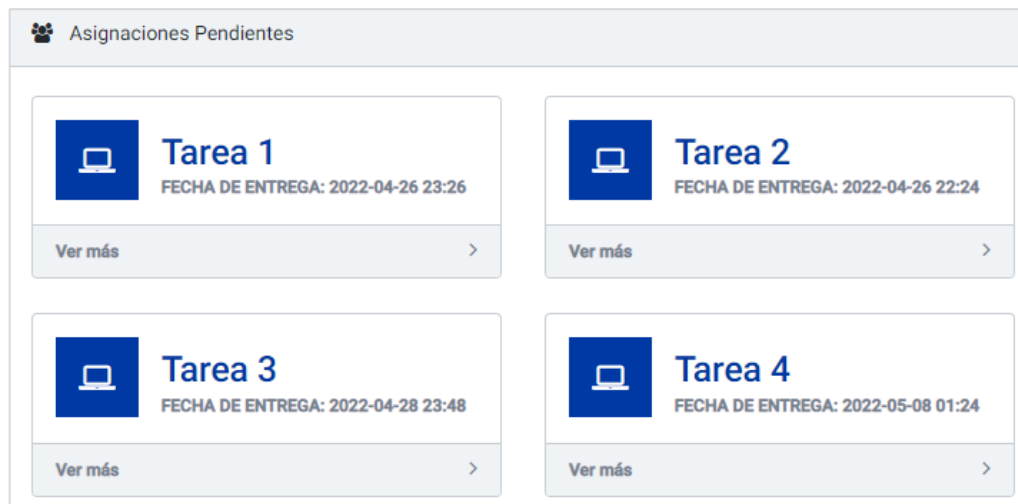 Asignaciones Pendientes
Tarea 1
FECHA DE ENTREGA: 2022-04-26 23:26
Ver más
Tarea 2
FECHA DE ENTREGA: 2022-04-26 22:24
Ver más
Tarea 3
FECHA DE ENTREGA: 2022-04-28 23:48
Ver más
Tarea 4
FECHA DE ENTREGA: 2022-05-08 01:24
Ver más